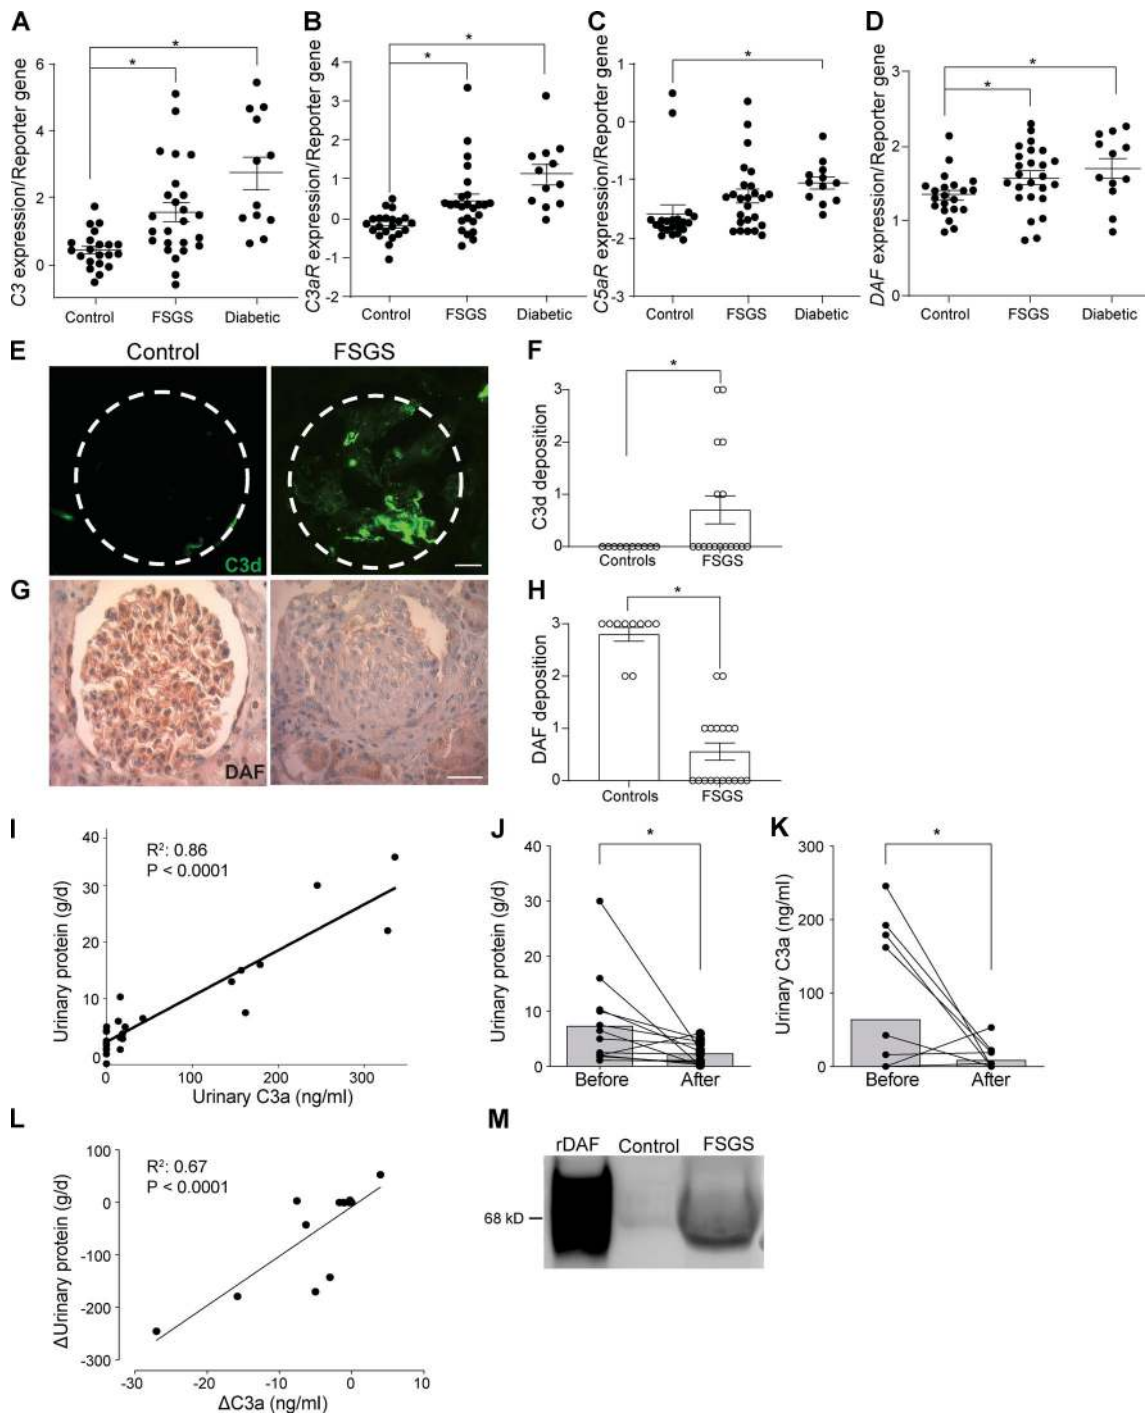 A B C D
C3 expression/Reporter gene
6
4
2
0
Control FSGS Diabetic
* *
C3aR expression/Reporter gene
4
3
2
1
0
-1
-2
Control FSGS Diabetic
* *
C5aR expression/Reporter gene
1
0
-1
-2
-3
Control FSGS Diabetic
*
DAF expression/Reporter gene
3
2
1
0
Control FSGS Diabetic
* *
E Control FSGS
C3d
F
C3d deposition
3
2
1
0
Controls FSGS
*
G
DAF
H
DAF deposition
3
2
1
0
Controls FSGS
*
I
R²: 0.86
P < 0.0001
Urinary protein (g/d)
40
30
20
10
0
0 100 200 300
Urinary C3a (ng/ml)
J
Urinary protein (g/d)
40
30
20
10
0
Before After
*
K
Urinary C3a (ng/ml)
300
200
100
0
Before After
*
L
R²: 0.67
P < 0.0001
ΔUrinary protein (g/d)
100
0
-100
-200
-300
-30 -20 -10 0 10
ΔC3a (ng/ml)
M
rDAF Control FSGS
68 kD